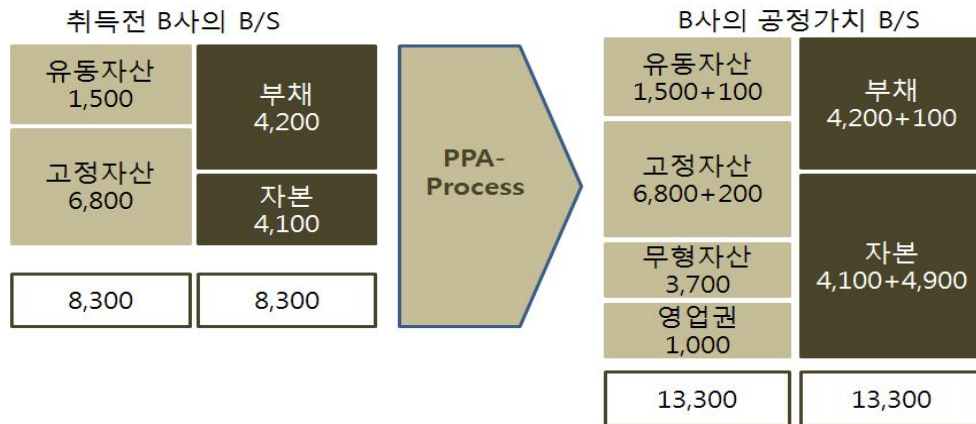 취득전 B사의 B/S
유동자산
1,500
고정자산
6,800
부채
4,200
자본
4,100
8,300
8,300
PPA-
Process
B사의 공정가치 B/S
유동자산
1,500+100
고정자산
6,800+200
무형자산
3,700
영업권
1,000
부채
4,200+100
자본
4,100+4,900
13,300
13,300